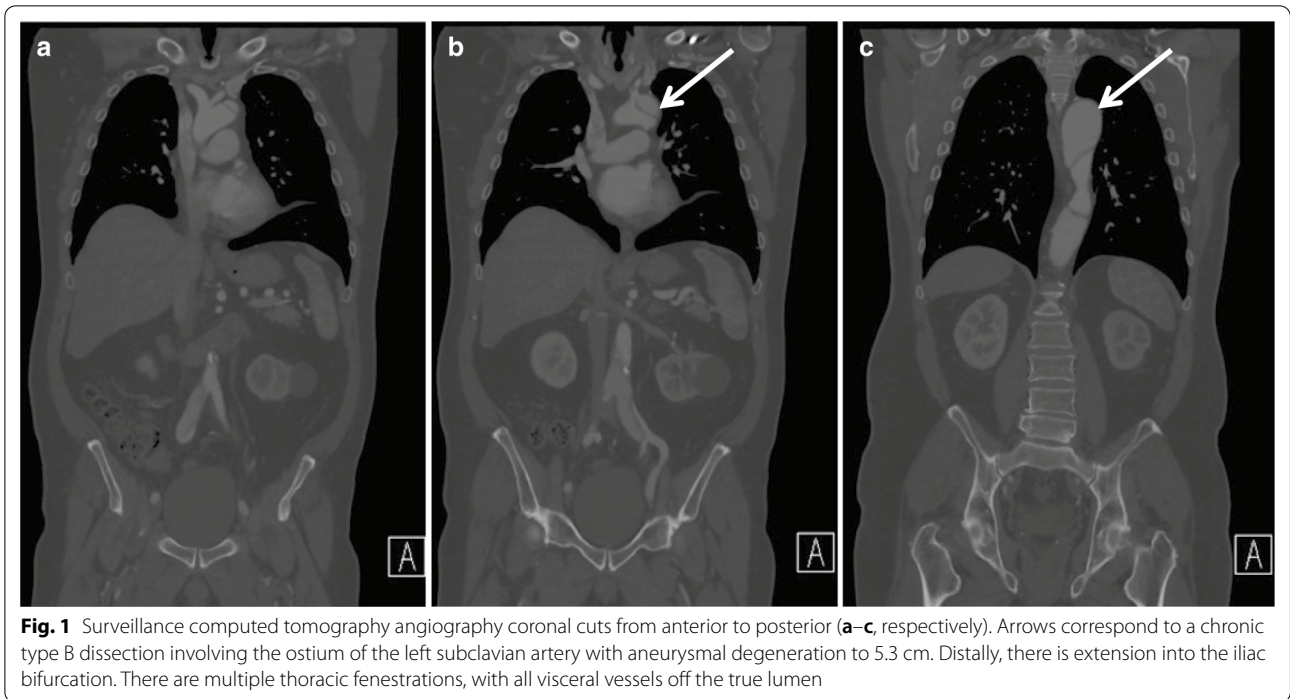 a
b
c
A
A
A
Fig. 1 Surveillance computed tomography angiography coronal cuts from anterior to posterior (a–c, respectively). Arrows correspond to a chronic
type B dissection involving the ostium of the left subclavian artery with aneurysmal degeneration to 5.3 cm. Distally, there is extension into the iliac
bifurcation. There are multiple thoracic fenestrations, with all visceral vessels off the true lumen